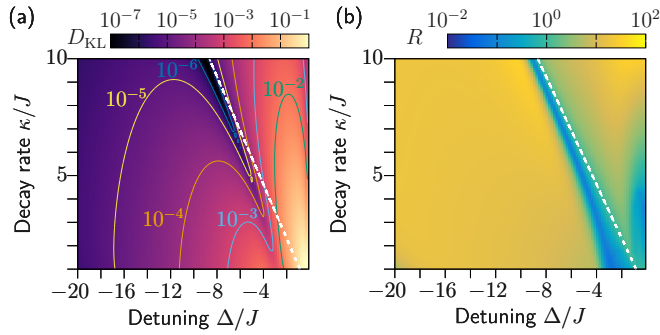 (a) D_KL 10^−7 10^−5 10^−3 10^−1
Decay rate κ/J
10
5
10^−6
10^−5
10^−4
10^−3
10^−2
−20 −16 −12 −8 −4
Detuning Δ/J
(b) R 10^−2 10^0 10^2
Decay rate κ/J
10
5
−20 −16 −12 −8 −4
Detuning Δ/J